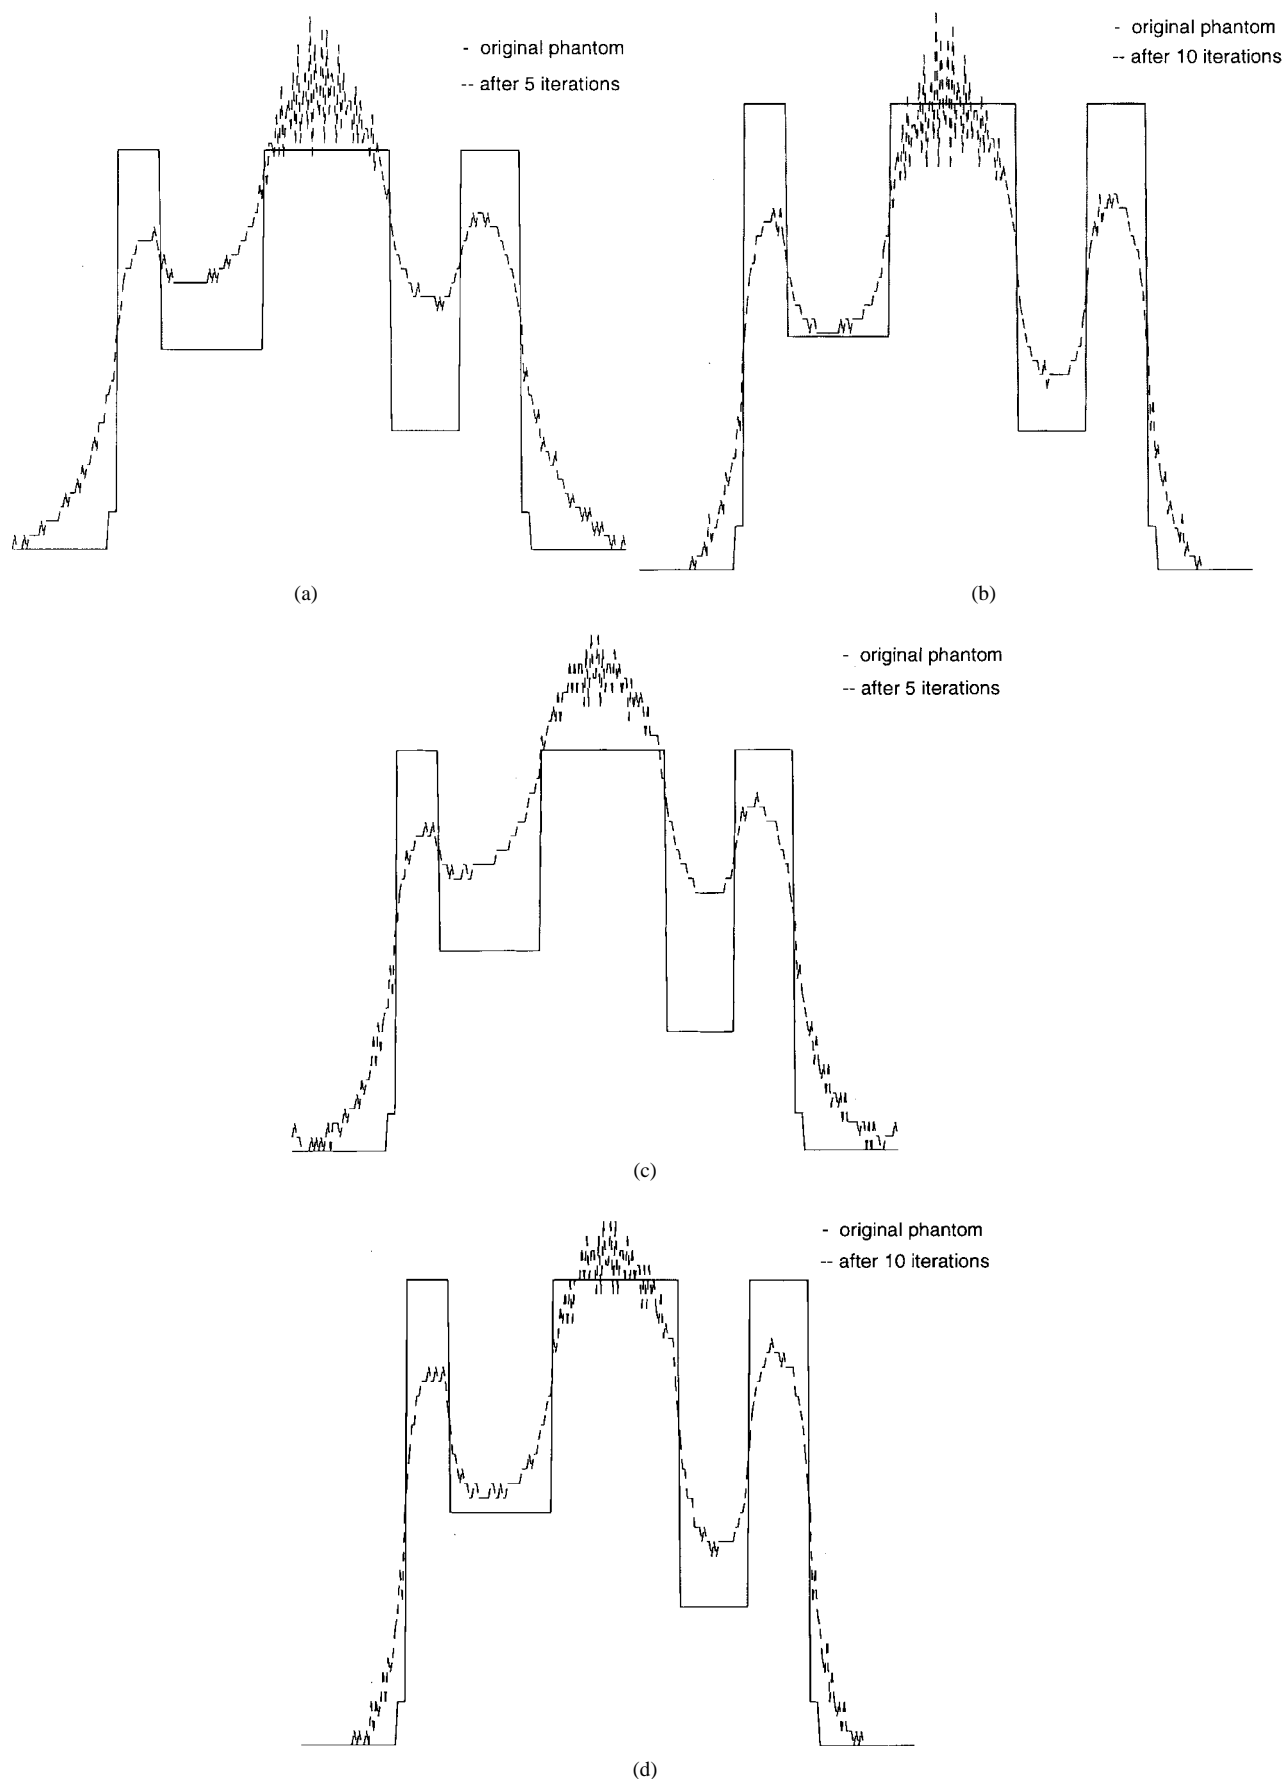 - original phantom
-- after 5 iterations
- original phantom
-- after 10 iterations
(a)
(b)
- original phantom
-- after 5 iterations
(c)
- original phantom
-- after 10 iterations
(d)